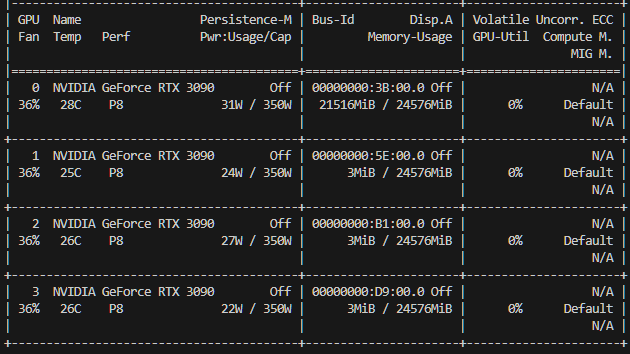 GPU  Name                 Persistence-M | Bus-Id        Disp.A | Volatile Uncorr. ECC
Fan  Temp   Perf          Pwr:Usage/Cap |         Memory-Usage | GPU-Util  Compute M.
MIG M.
0  NVIDIA GeForce RTX 3090        Off | 00000000:3B:00.0 Off | N/A
36%   28C    P8              31W / 350W | 21516MiB / 24576MiB | 0%      Default
N/A
1  NVIDIA GeForce RTX 3090        Off | 00000000:5E:00.0 Off | N/A
36%   25C    P8              24W / 350W | 3MiB / 24576MiB | 0%      Default
N/A
2  NVIDIA GeForce RTX 3090        Off | 00000000:B1:00.0 Off | N/A
36%   26C    P8              27W / 350W | 3MiB / 24576MiB | 0%      Default
N/A
3  NVIDIA GeForce RTX 3090        Off | 00000000:D9:00.0 Off | N/A
36%   26C    P8              22W / 350W | 3MiB / 24576MiB | 0%      Default
N/A